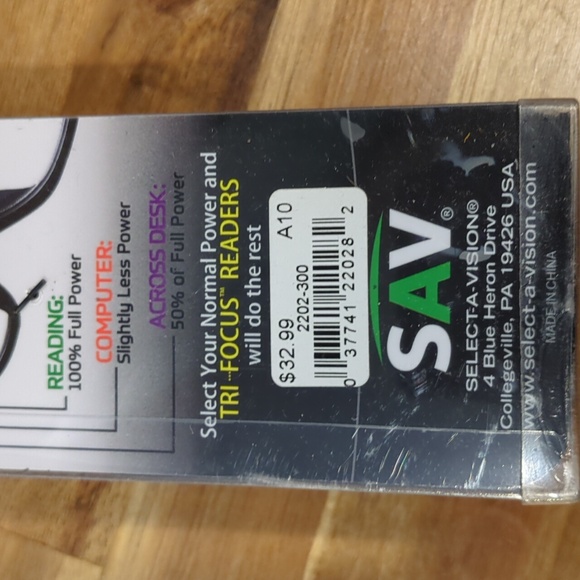 READING:
100% Full Power
COMPUTER:
Slightly Less Power
ACROSS DESK:
50% of Full Power
Select Your Normal Power and
TRI-FOCUS™ READERS
will do the rest
$32.99 A10
2202-300
0 37741 22028 2
SAV®
SELECT-A-VISION®
4 Blue Heron Drive
Collegeville, PA 19426 USA
www.select-a-vision.com
MADE IN CHINA